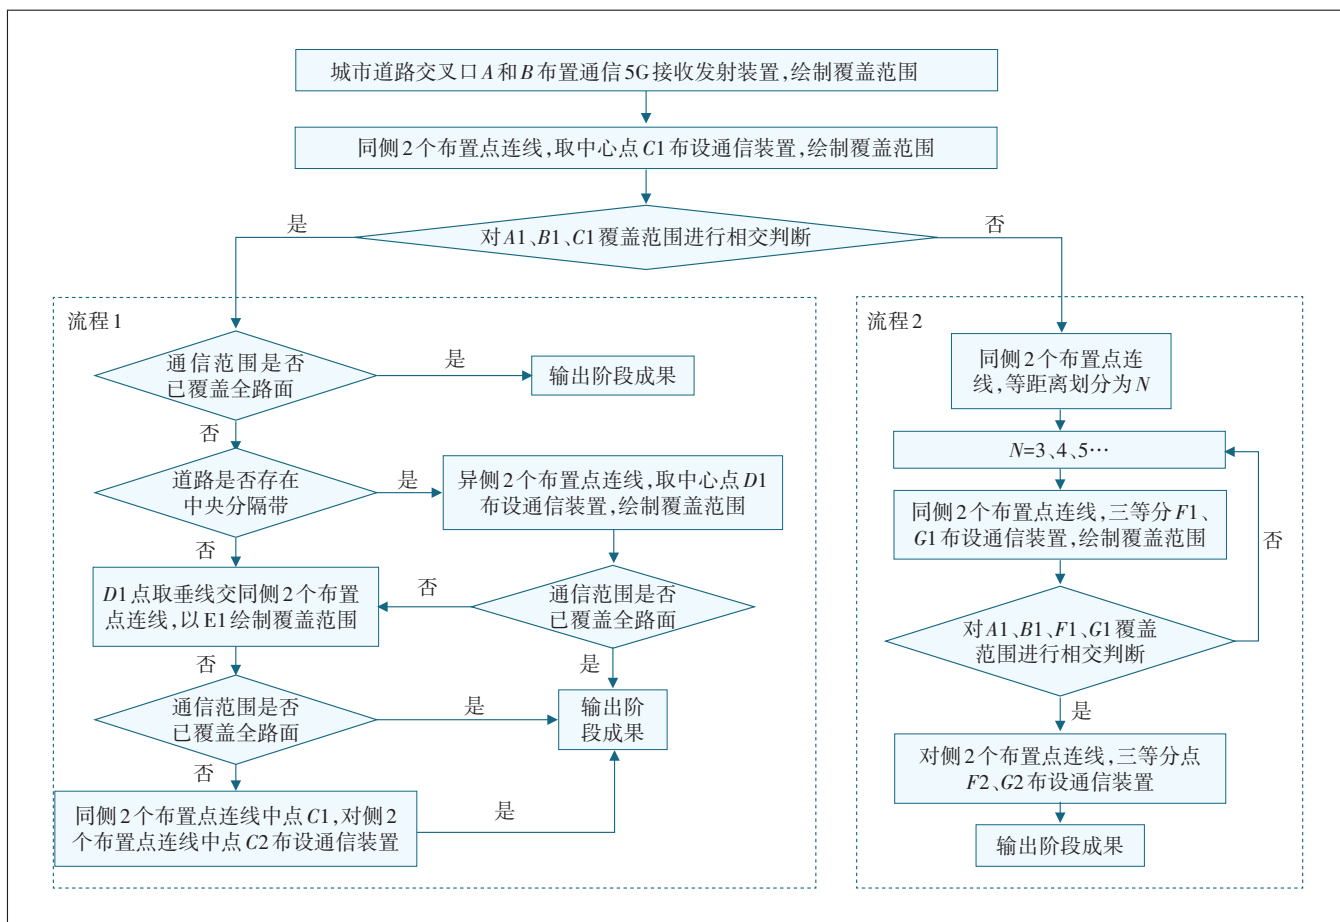 城市道路交叉口A和B布置通信5G接收发射装置,绘制覆盖范围
同侧2个布置点连线,取中心点C1布设通信装置,绘制覆盖范围
是
对A1、B1、C1覆盖范围进行相交判断
否
流程1
通信范围是否
已覆盖全路面
是
输出阶段成果
否
道路是否存在
中央分隔带
是
异侧2个布置点连线,取中心点D1
布设通信装置,绘制覆盖范围
否
D1点取垂线交同侧2个布置
点连线,以E1绘制覆盖范围
否
通信范围是否
已覆盖全路面
否
是
通信范围是否
已覆盖全路面
是
输出阶
段成果
否
同侧2个布置点连线中点C1,对侧2
个布置点连线中点C2布设通信装置
是
流程2
同侧2个布置点连
线,等距离划分为N
N=3、4、5…
同侧2个布置点连线,三等分F1、
G1布设通信装置,绘制覆盖范围
否
对A1、B1、F1、G1覆盖
范围进行相交判断
是
对侧2个布置点连线,三等分点
F2、G2布设通信装置
输出阶段成果